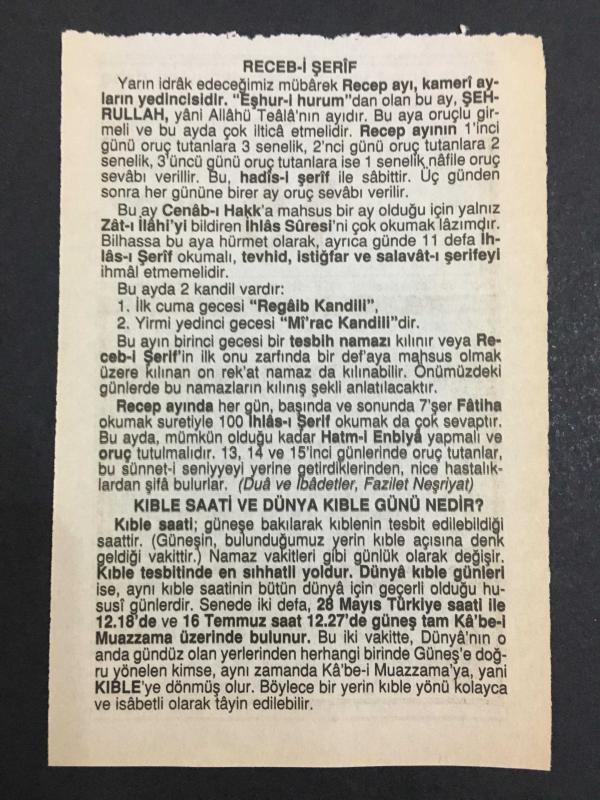 RECEB-İ ŞERÎF
Yarın idrâk edeceğimiz mübârek Recep ayı, kamerî ay-
ların yedincisidir. "Eşhur-i hurum"dan olan bu ay, ŞEH-
RULLAH, yâni Allâhü Teâlâ'nın ayıdır. Bu aya oruçlu gir-
meli ve bu ayda çok ilticâ etmelidir. Recep ayının 1'inci
günü oruç tutanlara 3 senelik, 2'nci günü oruç tutanlara 2
senelik, 3'üncü günü oruç tutanlara ise 1 senelik nâfile oruç
sevâbı verillir. Bu, hadîs-i şerîf ile sâbittir. Üç günden
sonra her gününe birer ay oruç sevâbı verilir.
Bu ay Cenâb-ı Hakk'a mahsus bir ay olduğu için yalnız
Zât-ı İlâhi'yi bildiren İhlâs Sûresi'ni çok okumak lâzımdır.
Bilhassa bu aya hürmet olarak, ayrıca günde 11 defa İh-
lâs-ı Şerîf okumalı, tevhid, istiğfar ve salavât-ı şerifeyi
ihmâl etmemelidir.
Bu ayda 2 kandil vardır:
1. İlk cuma gecesi "Regâib Kandili",
2. Yirmi yedinci gecesi "Mî'rac Kandili"dir.
Bu ayın birinci gecesi bir tesbih namazı kılınır veya Re-
ceb-i Şerîf'in ilk onu zarfında bir def'aya mahsus olmak
üzere kılınan on rek'at namaz da kılınabilir. Önümüzdeki
günlerde bu namazların kılınış şekli anlatılacaktır.
Recep ayında her gün, başında ve sonunda 7'şer Fâtiha
okumak suretiyle 100 İhlâs-ı Şerif okumak da çok sevaptır.
Bu ayda, mümkün olduğu kadar Hatm-i Enbiyâ yapmalı ve
oruç tutulmalıdır. 13, 14 ve 15'inci günlerinde oruç tutanlar,
bu sünnet-i seniyyeyi yerine getirdiklerinden, nice hastalık-
lardan şifâ bulurlar. (Duâ ve İbâdetler, Fazilet Neşriyat)
KIBLE SAATİ VE DÜNYA KIBLE GÜNÜ NEDİR?
Kıble saati; güneşe bakılarak kıblenin tesbit edilebildiği
saattir. (Güneşin, bulunduğumuz yerin kıble açısına denk
geldiği vakittir.) Namaz vakitleri gibi günlük olarak değişir.
Kıble tesbitinde en sıhhatli yoldur. Dünyâ kıble günleri
ise, aynı kıble saatinin bütün dünyâ için geçerli olduğu hu-
susî günlerdir. Senede iki defa, 28 Mayıs Türkiye saati ile
12.18'de ve 16 Temmuz saat 12.27'de güneş tam Kâ'be-i
Muazzama üzerinde bulunur. Bu iki vakitte, Dünyâ'nın o
anda gündüz olan yerlerinden herhangi birinde Güneş'e doğ-
ru yönelen kimse, aynı zamanda Kâ'be-i Muazzama'ya, yani
KIBLE'ye dönmüş olur. Böylece bir yerin kıble yönü kolayca
ve isâbetli olarak tâyin edilebilir.